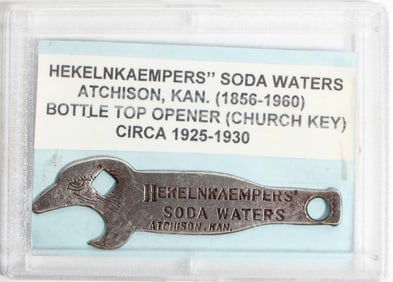 HEKELNKAEMPERS” SODA WATERS
ATCHISON, KAN. (1856-1960)
BOTTLE TOP OPENER (CHURCH KEY)
CIRCA 1925-1930
HEKELNKAEMPERS'
SODA WATERS
ATCHISON, KAN.